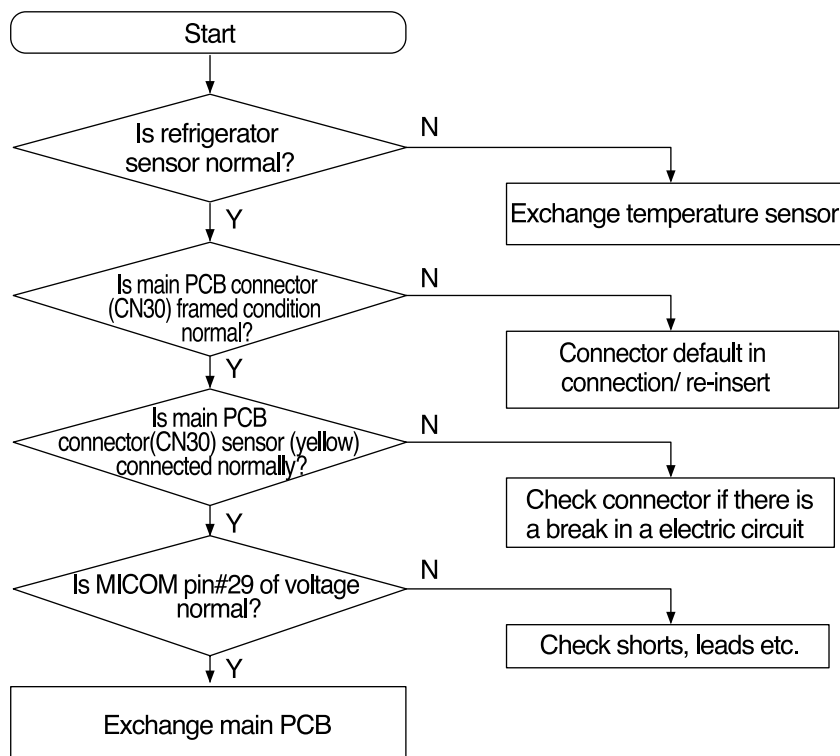 Start
Is refrigerator
sensor normal?
N
Exchange temperature sensor
Y
Is main PCB connector
(CN30) framed condition
normal?
N
Connector default in
connection/ re-insert
Y
Is main PCB
connector(CN30) sensor (yellow)
connected normally?
N
Check connector if there is
a break in a electric circuit
Y
Is MICOM pin#29 of voltage
normal?
N
Check shorts, leads etc.
Y
Exchange main PCB